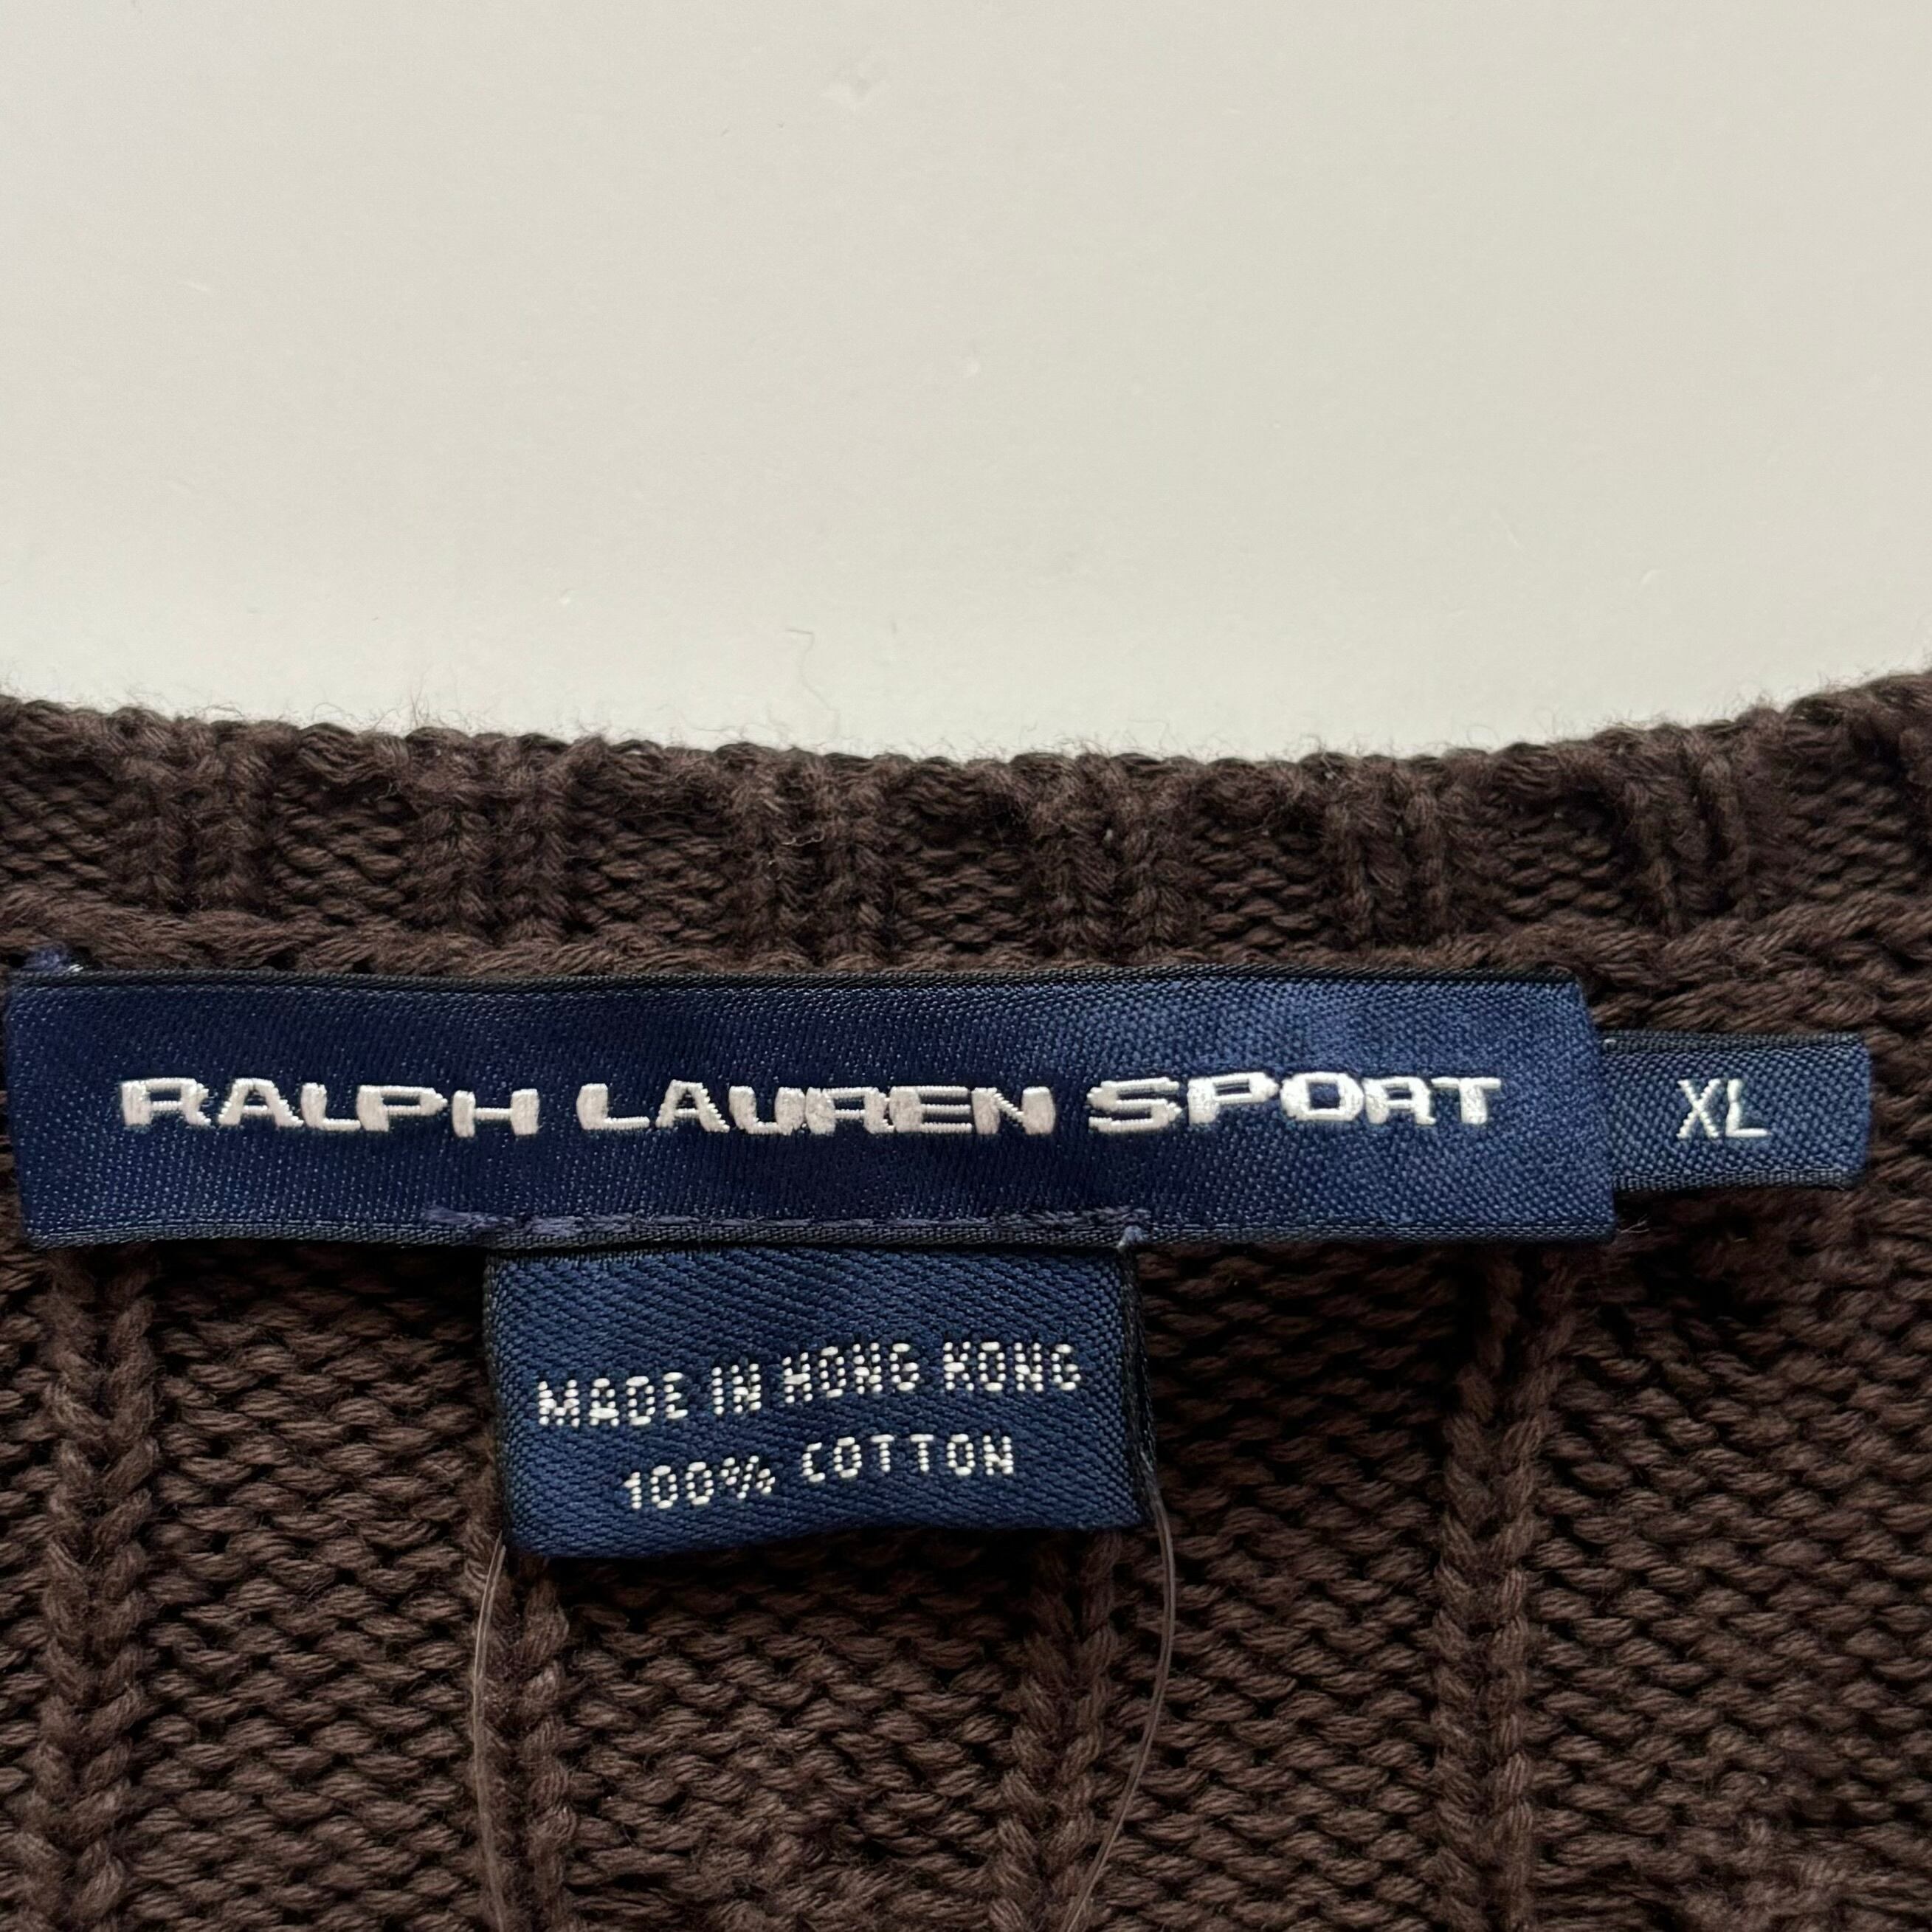 RALPH LAUREN SPORT
XL
MADE IN HONG KONG
100% COTTON